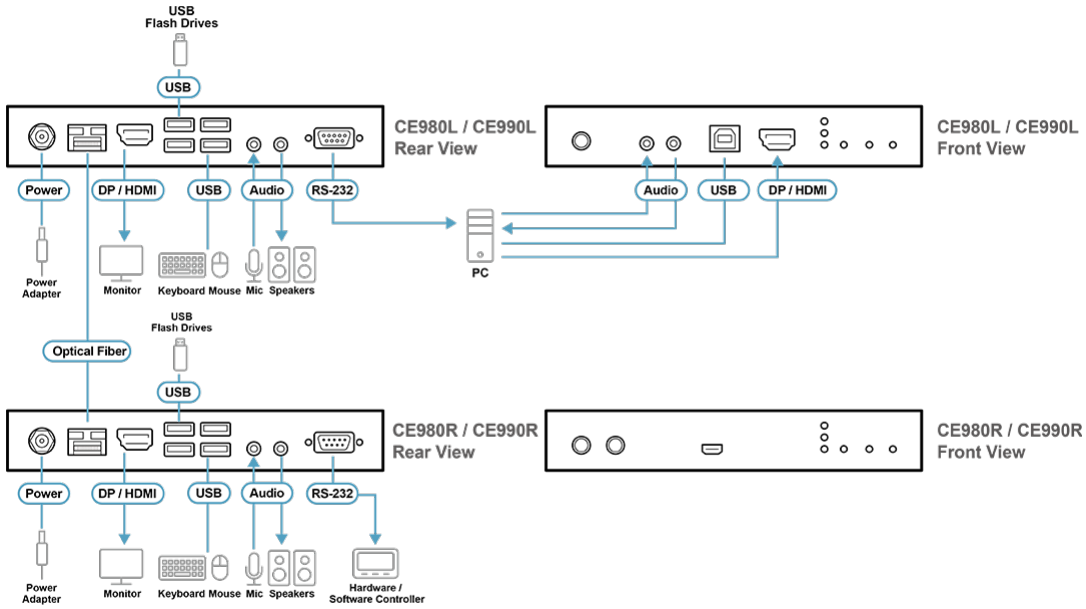 USB
Flash Drives
USB
CE980L / CE990L
Rear View
CE980L / CE990L
Front View
Power
DP / HDMI
USB
Audio
RS-232
Audio
USB
DP / HDMI
Power
Adapter
Monitor
Keyboard Mouse
Mic
Speakers
PC
USB
Flash Drives
Optical Fiber
USB
CE980R / CE990R
Rear View
CE980R / CE990R
Front View
Power
DP / HDMI
USB
Audio
RS-232
Power
Adapter
Monitor
Keyboard Mouse
Mic
Speakers
Hardware /
Software Controller